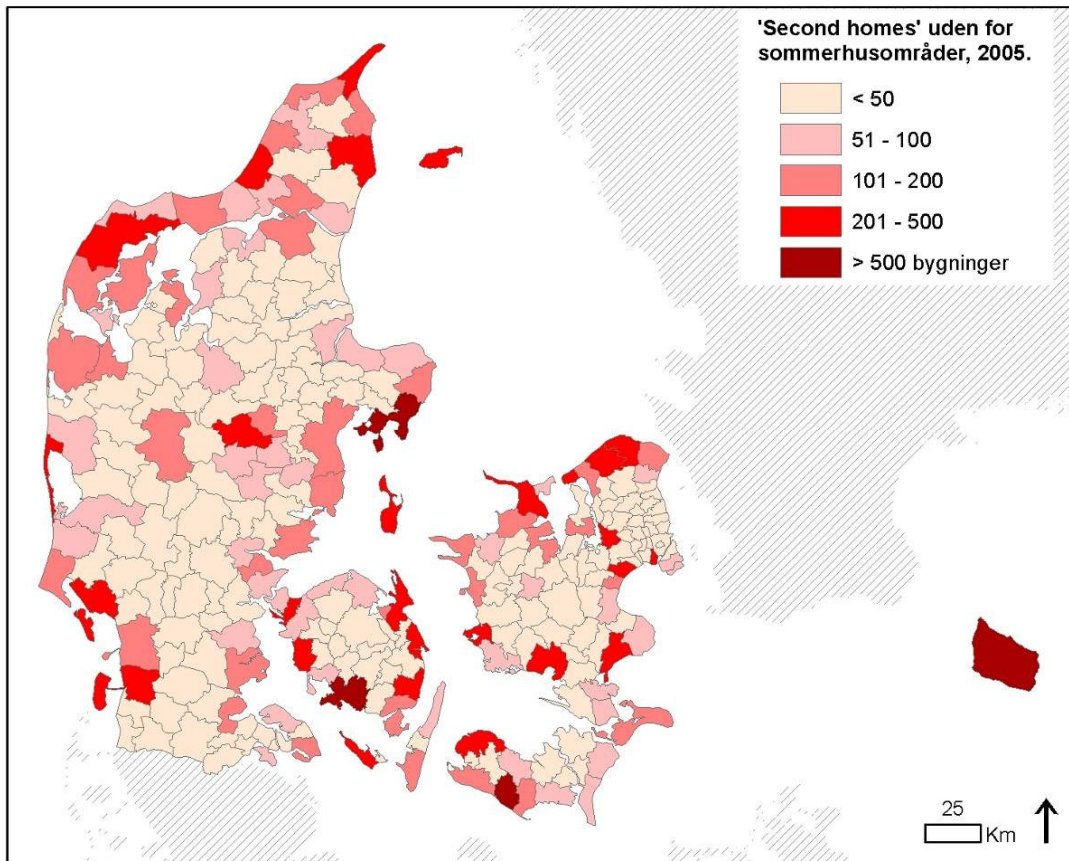 'Second homes' uden for
sommerhusområder, 2005.
< 50
51 - 100
101 - 200
201 - 500
> 500 bygninger
25
Km